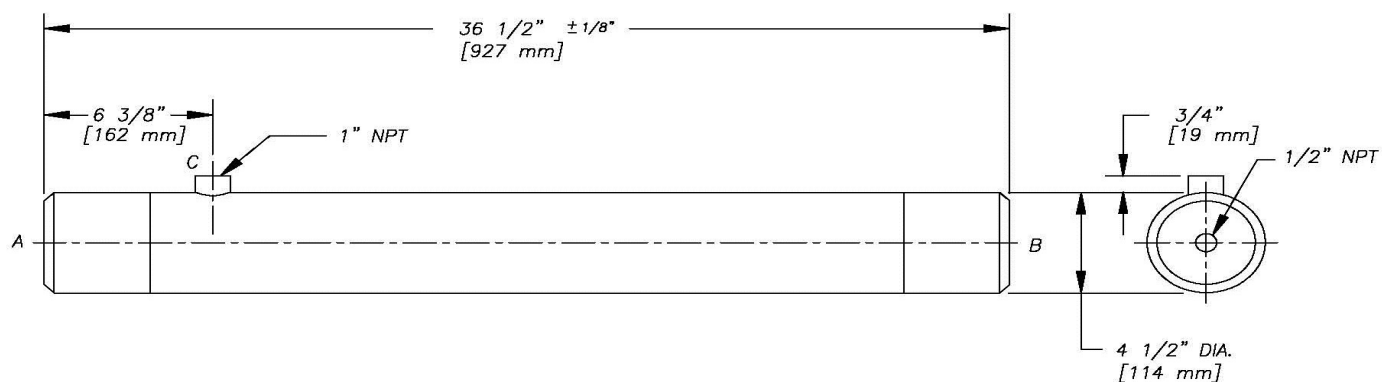 36 1/2" ± 1/8"
[927 mm]
6 3/8"
[162 mm]
1" NPT
C
A
B
3/4"
[19 mm]
1/2" NPT
4 1/2" DIA.
[114 mm]